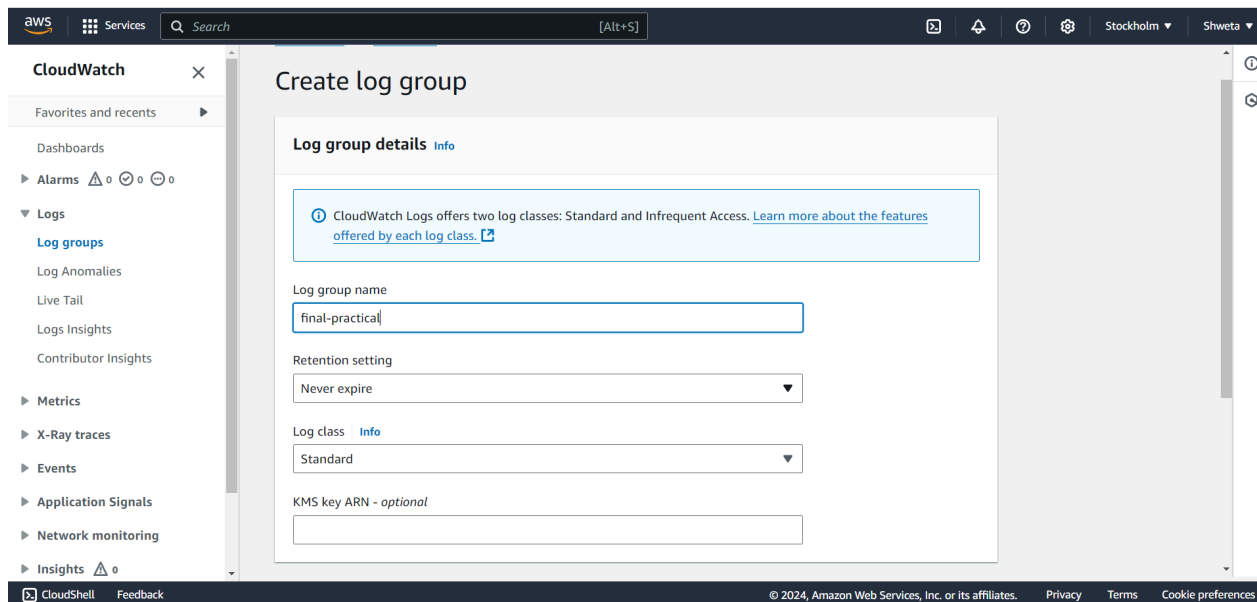 aws
Services
Search
[Alt+S]
Stockholm
Shweta
CloudWatch
Favorites and recents
Dashboards
Alarms 0 0 0
Logs
Log groups
Log Anomalies
Live Tail
Logs Insights
Contributor Insights
Metrics
X-Ray traces
Events
Application Signals
Network monitoring
Insights 0
Create log group
Log group details Info
CloudWatch Logs offers two log classes: Standard and Infrequent Access. Learn more about the features
offered by each log class.
Log group name
final-practical
Retention setting
Never expire
Log class Info
Standard
KMS key ARN - optional
CloudShell Feedback
© 2024, Amazon Web Services, Inc. or its affiliates. Privacy Terms Cookie preferences